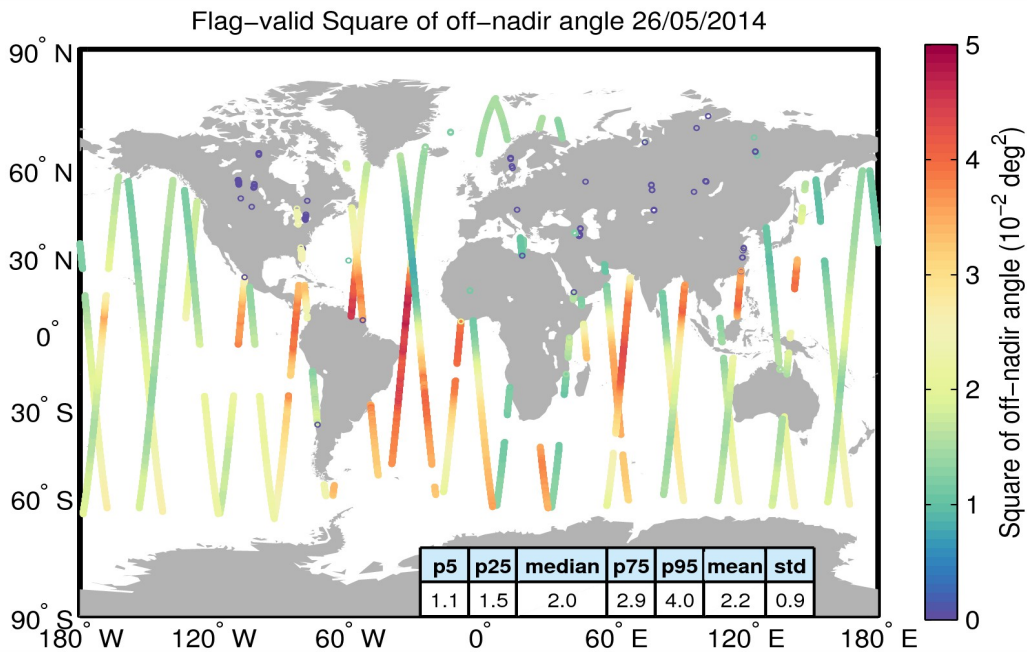 Flag−valid Square of off−nadir angle 26/05/2014
90° N
60° N
30° N
0°
30° S
60° S
90° S
180° W
120° W
60° W
0°
60° E
120° E
180° E
p5 p25 median p75 p95 mean std
1.1 1.5 2.0 2.9 4.0 2.2 0.9
5
4
3
2
1
0
Square of off−nadir angle (10⁻² deg²)